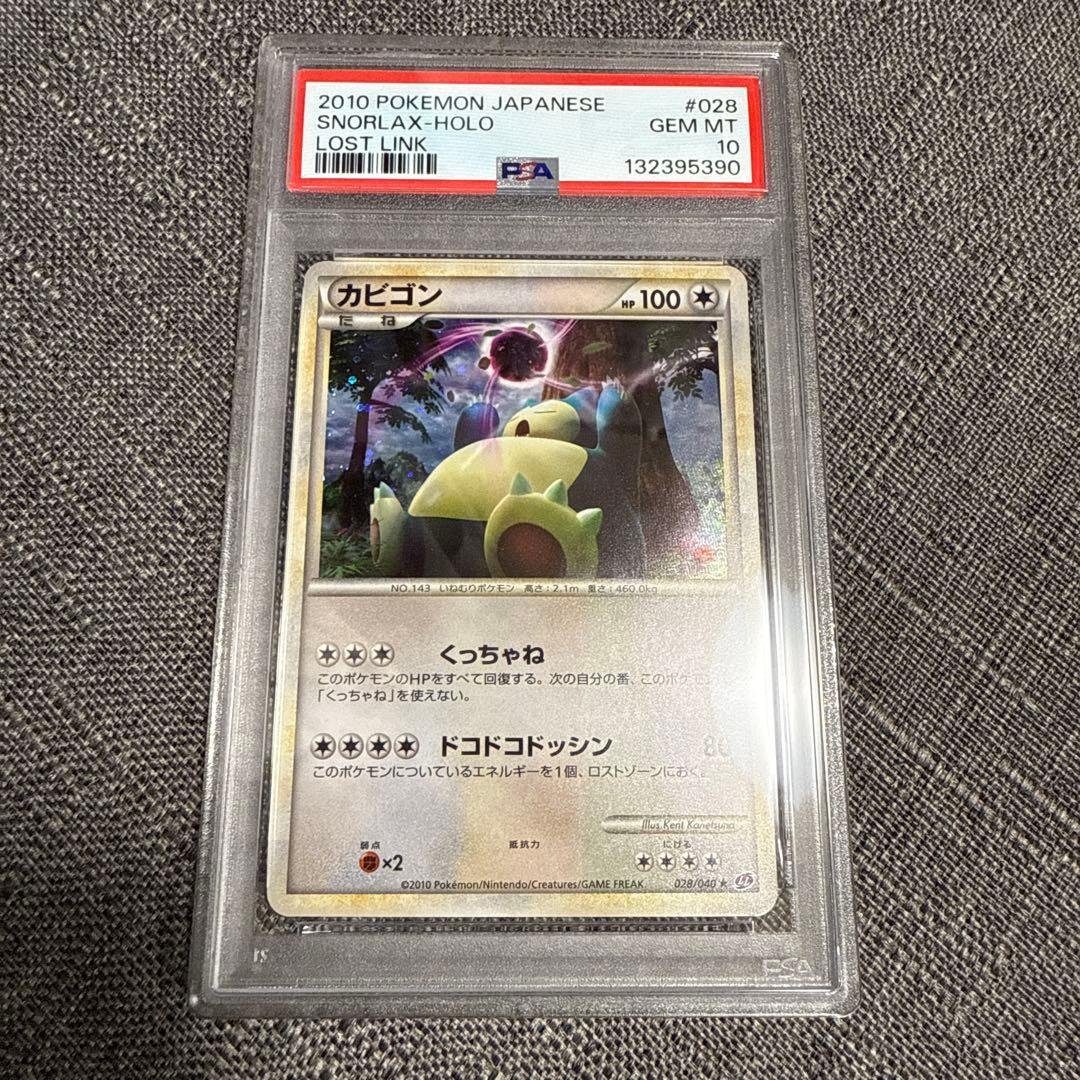 2010 POKEMON JAPANESE #028
SNORLAX-HOLO GEM MT
LOST LINK 10
PSA 132395390
カビゴン HP 100
たね
NO.143 いねむりポケモン 高さ:2.1m 重さ:460.0kg
くっちゃね
このポケモンのHPをすべて回復する。次の自分の番、このポケモンは
「くっちゃね」を使えない。
ドコドコドッシン 80
このポケモンについているエネルギーを1個、ロストゾーンにおく。
Illus. Kent Kanetsuna
弱点 抵抗力 にげる
×2
028/040 ★ LL
©2010 Pokémon/Nintendo/Creatures/GAME FREAK
PSA